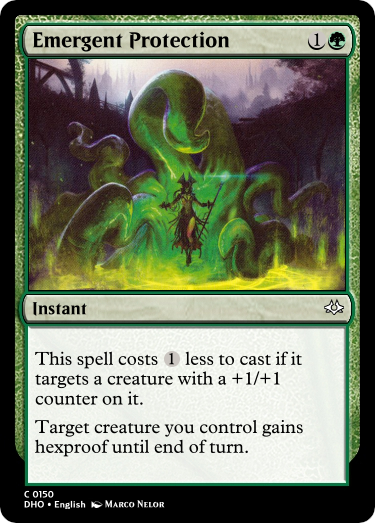 Emergent Protection 1
Instant
This spell costs 1 less to cast if it
targets a creature with a +1/+1
counter on it.
Target creature you control gains
hexproof until end of turn.
C 0150
DHO • English Marco Nelor